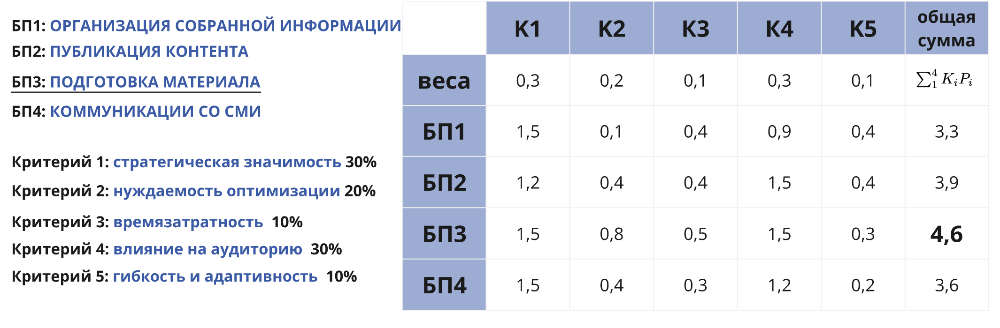 БП1: ОРГАНИЗАЦИЯ СОБРАННОЙ ИНФОРМАЦИИ
БП2: ПУБЛИКАЦИЯ КОНТЕНТА
БП3: ПОДГОТОВКА МАТЕРИАЛА
БП4: КОММУНИКАЦИИ СО СМИ
Критерий 1: стратегическая значимость 30%
Критерий 2: нуждаемость оптимизации 20%
Критерий 3: времязатратность 10%
Критерий 4: влияние на аудиторию 30%
Критерий 5: гибкость и адаптивность 10%
К1 К2 К3 К4 К5 общая сумма
веса 0,3 0,2 0,1 0,3 0,1 ∑₁⁴ KᵢPᵢ
БП1 1,5 0,1 0,4 0,9 0,4 3,3
БП2 1,2 0,4 0,4 1,5 0,4 3,9
БП3 1,5 0,8 0,5 1,5 0,3 4,6
БП4 1,5 0,4 0,3 1,2 0,2 3,6